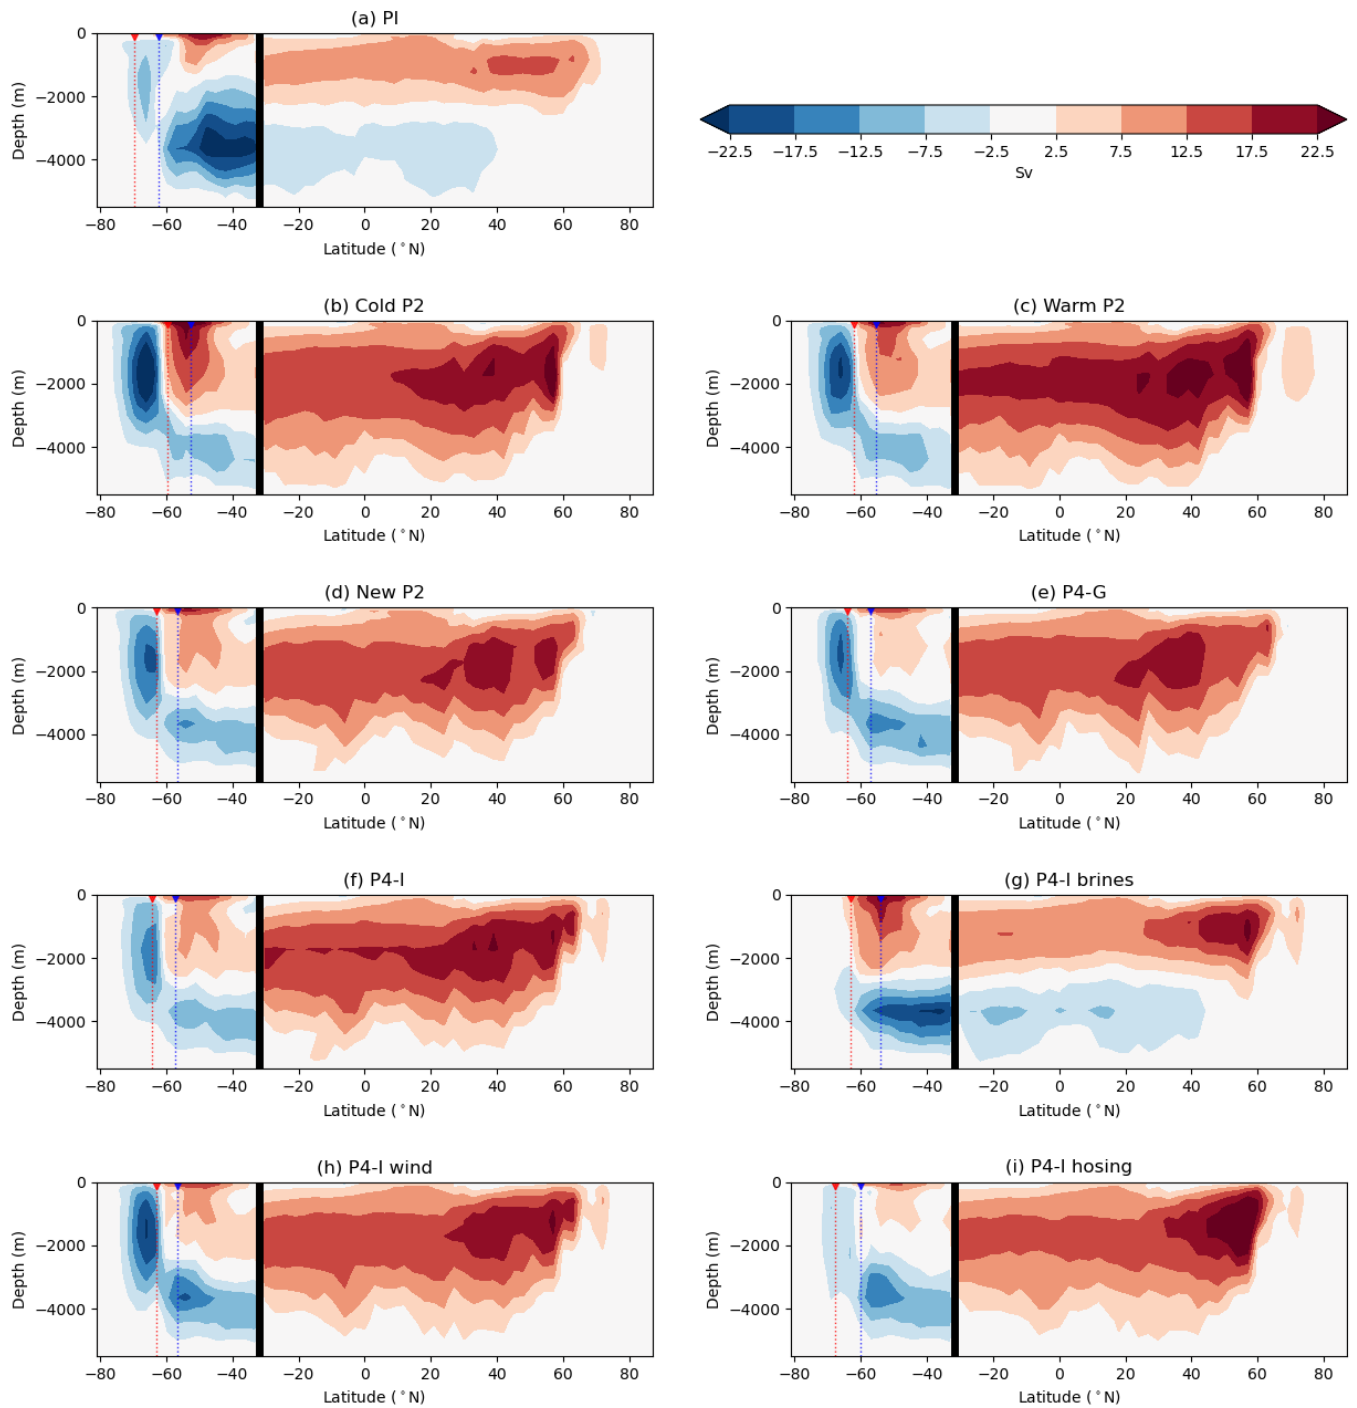 (a) PI
0
−2000
−4000
Depth (m)
−80 −60 −40 −20 0 20 40 60 80
Latitude (°N)
−22.5 −17.5 −12.5 −7.5 −2.5 2.5 7.5 12.5 17.5 22.5
Sv
(b) Cold P2
0
−2000
−4000
Depth (m)
−80 −60 −40 −20 0 20 40 60 80
Latitude (°N)
(c) Warm P2
0
−2000
−4000
Depth (m)
−80 −60 −40 −20 0 20 40 60 80
Latitude (°N)
(d) New P2
0
−2000
−4000
Depth (m)
−80 −60 −40 −20 0 20 40 60 80
Latitude (°N)
(e) P4-G
0
−2000
−4000
Depth (m)
−80 −60 −40 −20 0 20 40 60 80
Latitude (°N)
(f) P4-I
0
−2000
−4000
Depth (m)
−80 −60 −40 −20 0 20 40 60 80
Latitude (°N)
(g) P4-I brines
0
−2000
−4000
Depth (m)
−80 −60 −40 −20 0 20 40 60 80
Latitude (°N)
(h) P4-I wind
0
−2000
−4000
Depth (m)
−80 −60 −40 −20 0 20 40 60 80
Latitude (°N)
(i) P4-I hosing
0
−2000
−4000
Depth (m)
−80 −60 −40 −20 0 20 40 60 80
Latitude (°N)